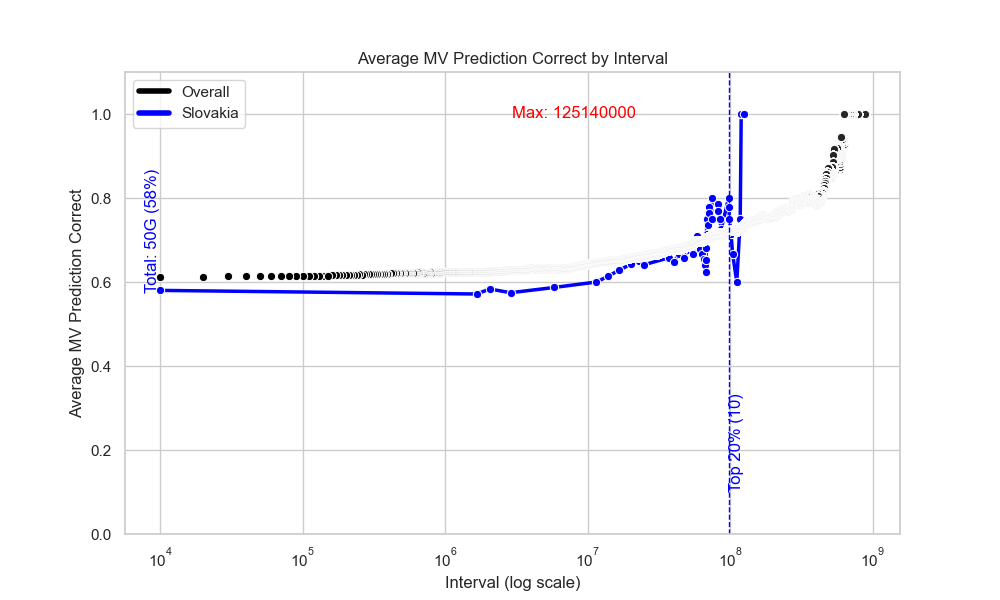 Average MV Prediction Correct by Interval
Overall
Slovakia
Max: 125140000
Total: 50G (58%)
Top 20% (10)
Average MV Prediction Correct
1.0
0.8
0.6
0.4
0.2
0.0
10^4
10^5
10^6
10^7
10^8
10^9
Interval (log scale)